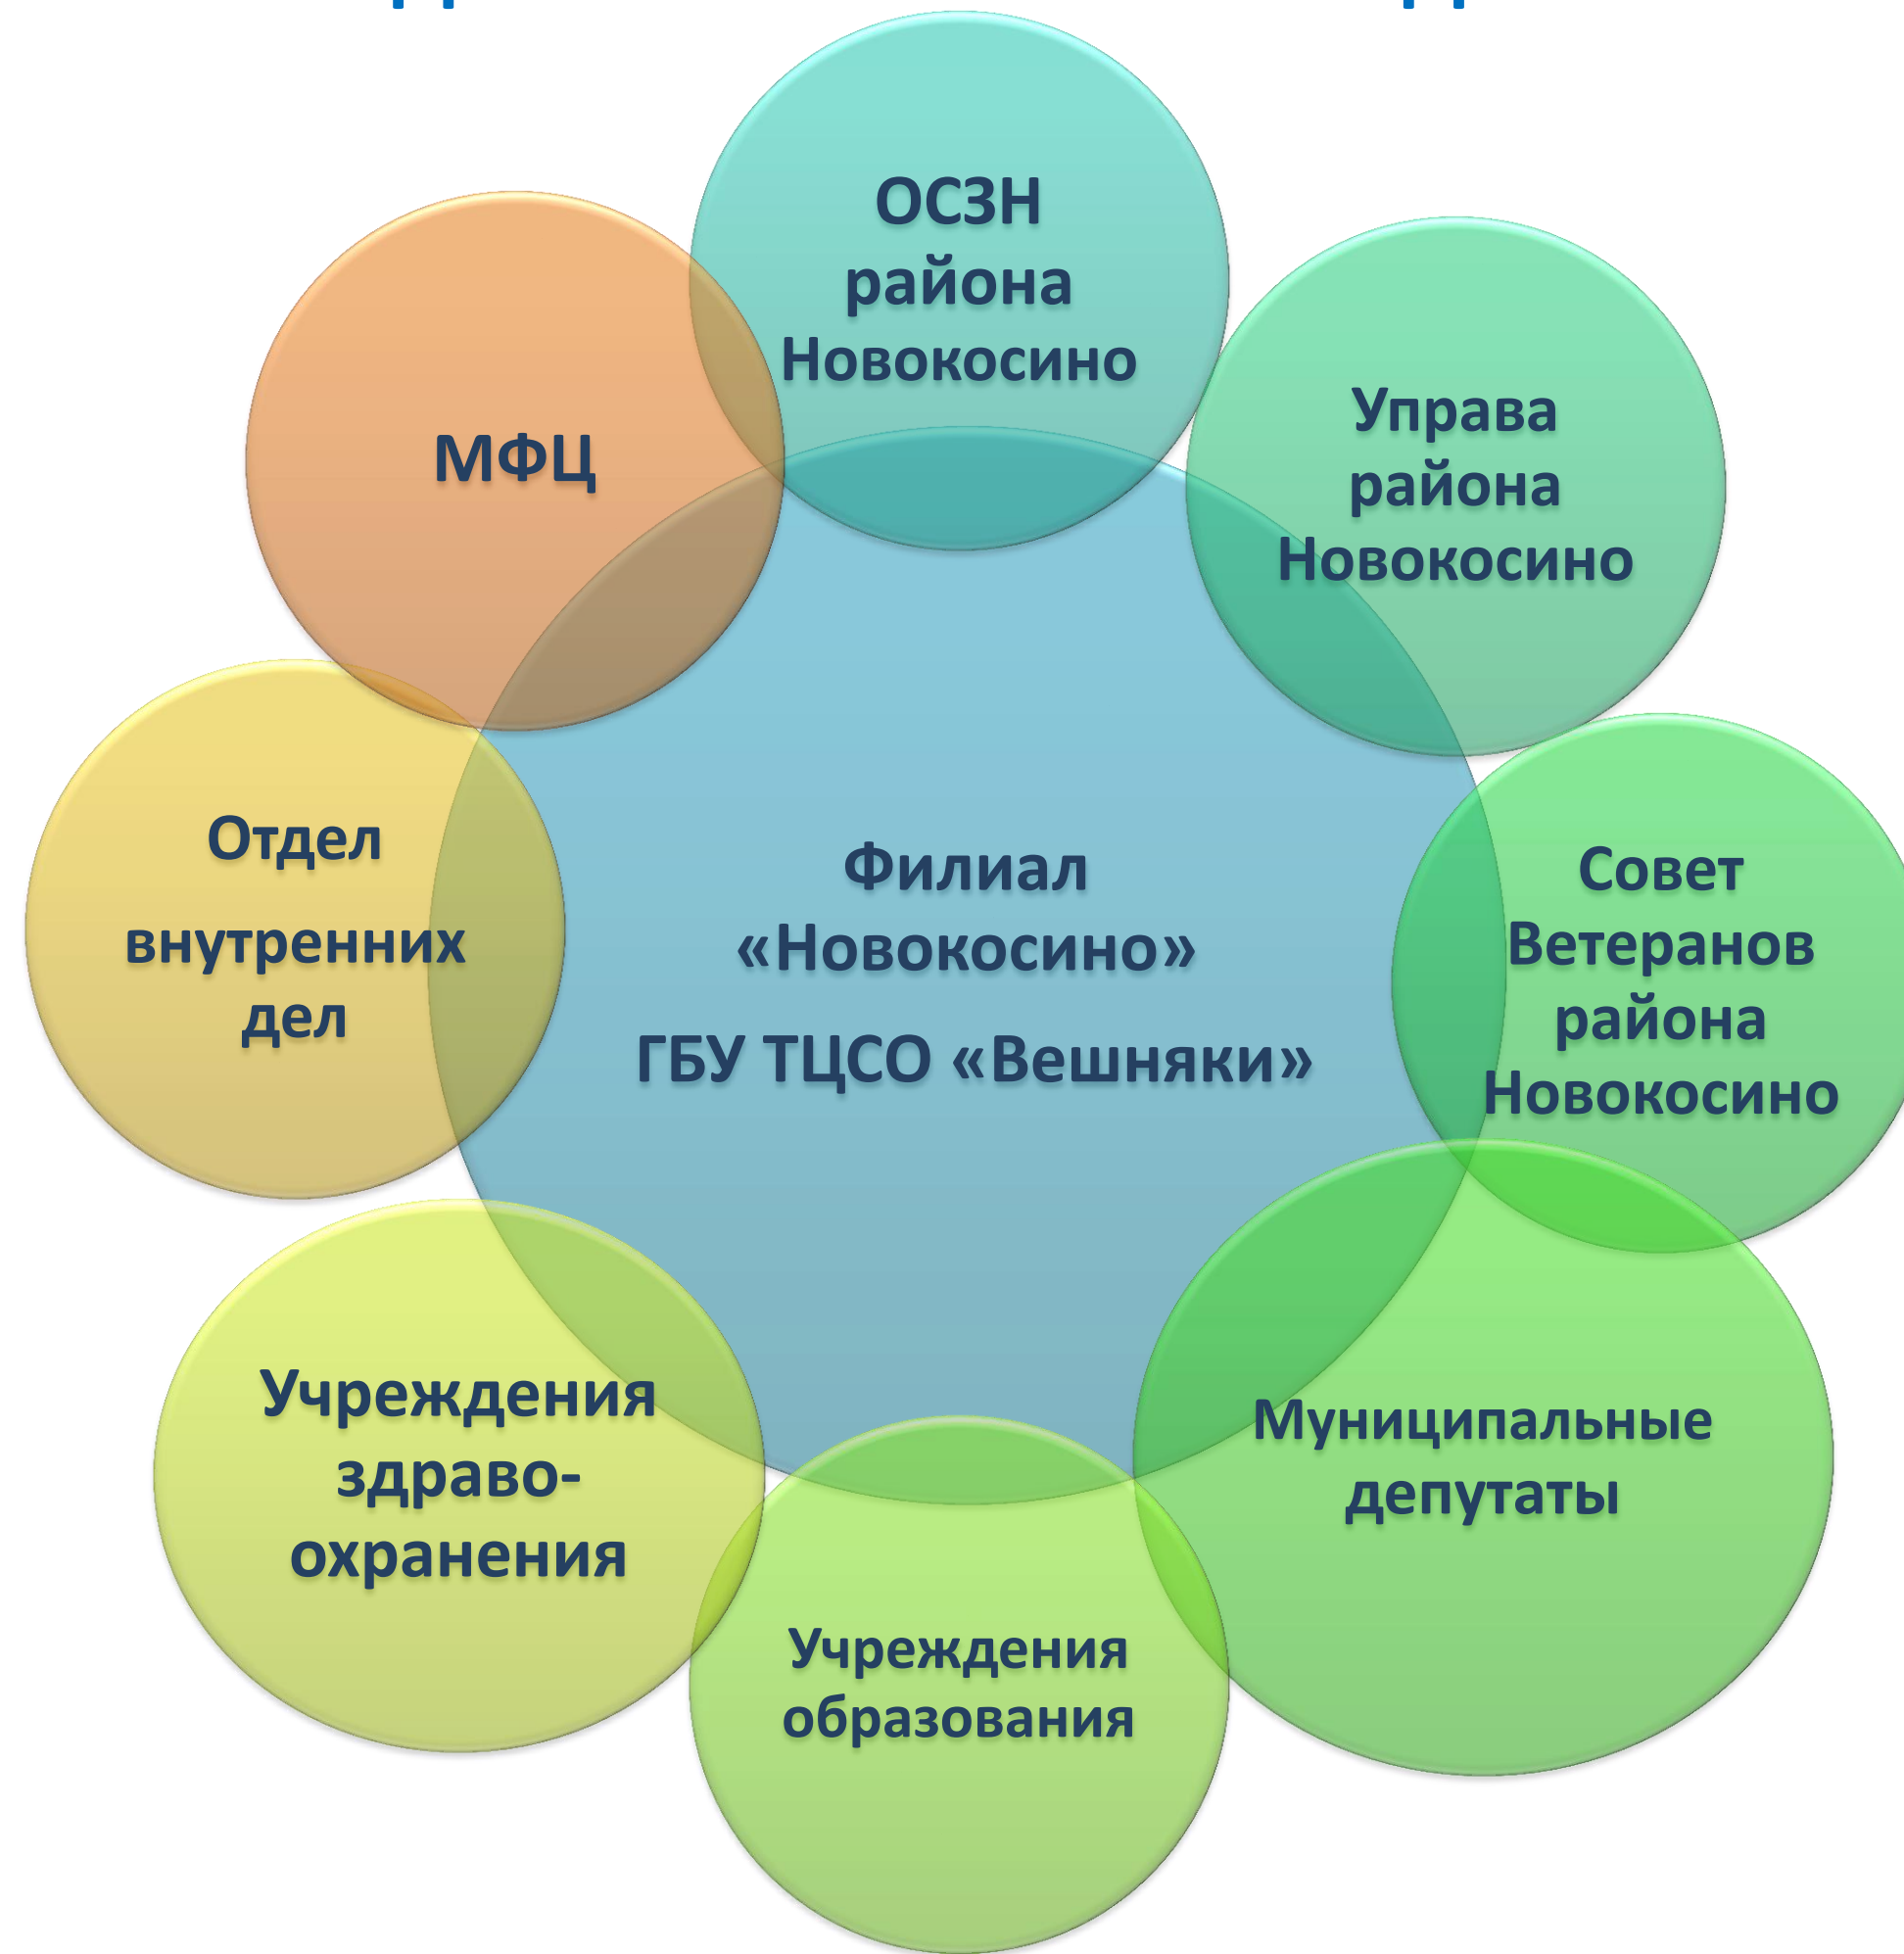 ОСЗН
района
Новокосино
Управа
района
Новокосино
МФЦ
Совет
Ветеранов
района
Новокосино
Отдел
внутренних
дел
Филиал
«Новокосино»
ГБУ ТЦСО «Вешняки»
Муниципальные
депутаты
Учреждения
здраво-
охранения
Учреждения
образования